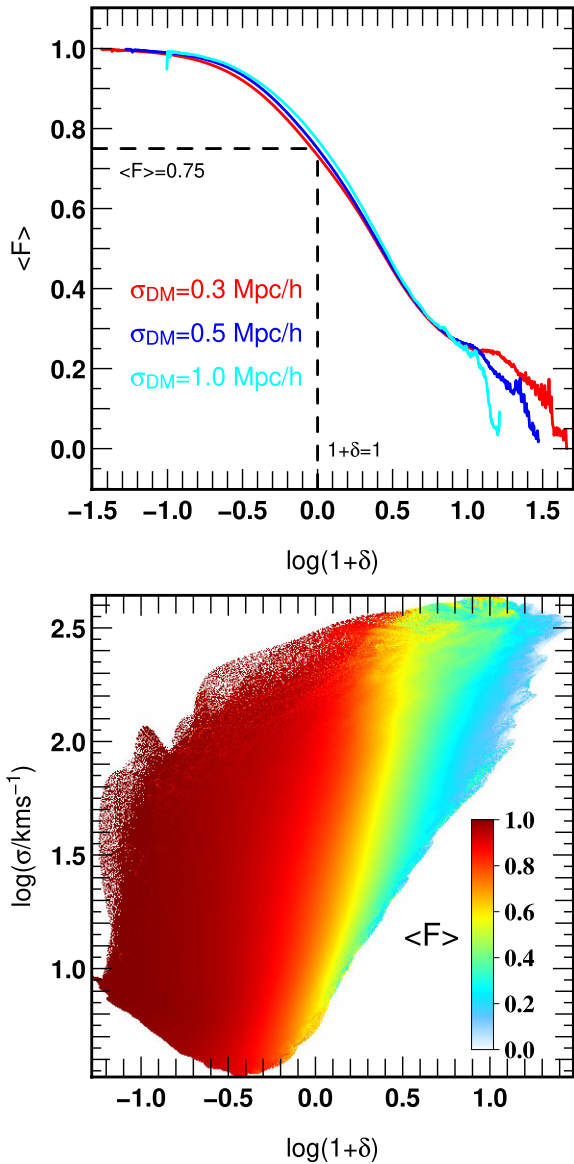 1.0
0.8
<F>=0.75
0.6
<F>
0.4
σDM=0.3 Mpc/h
σDM=0.5 Mpc/h
0.2
σDM=1.0 Mpc/h
0.0
1+δ=1
−1.5 −1.0 −0.5 0.0 0.5 1.0 1.5
log(1+δ)
2.5
2.0
log(σ/kms⁻¹)
1.5
1.0
<F>
1.0
0.8
0.6
0.4
0.2
0.0
−1.0 −0.5 0.0 0.5 1.0
log(1+δ)